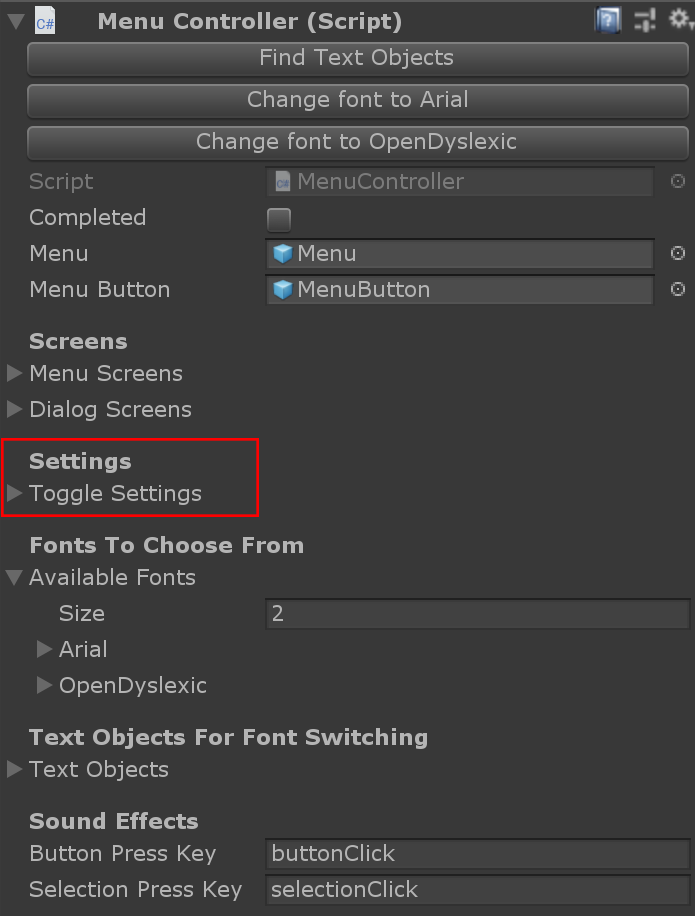 Menu Controller (Script)
Find Text Objects
Change font to Arial
Change font to OpenDyslexic
Script C# MenuController
Completed
Menu Menu
Menu Button MenuButton
Screens
Menu Screens
Dialog Screens
Settings
Toggle Settings
Fonts To Choose From
Available Fonts
Size 2
Arial
OpenDyslexic
Text Objects For Font Switching
Text Objects
Sound Effects
Button Press Key buttonClick
Selection Press Key selectionClick